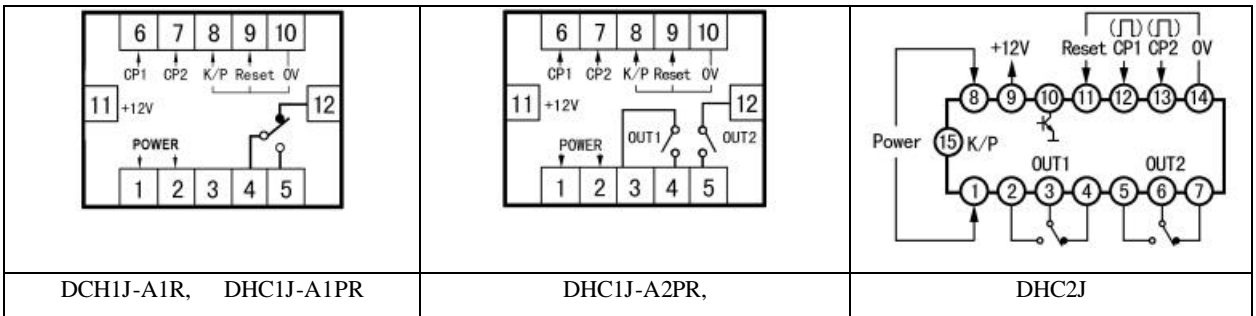 6 7 8 9 10
CP1 CP2 K/P Reset 0V
11 +12V 12
POWER
1 2 3 4 5
6 7 8 9 10
CP1 CP2 K/P Reset 0V
11 +12V 12
OUT1 OUT2
POWER
1 2 3 4 5
+12V Reset CP1 CP2 0V
8 9 10 11 12 13 14
Power 15 K/P
OUT1 OUT2
1 2 3 4 5 6 7
DCH1J-A1R, DHC1J-A1PR
DHC1J-A2PR,
DHC2J